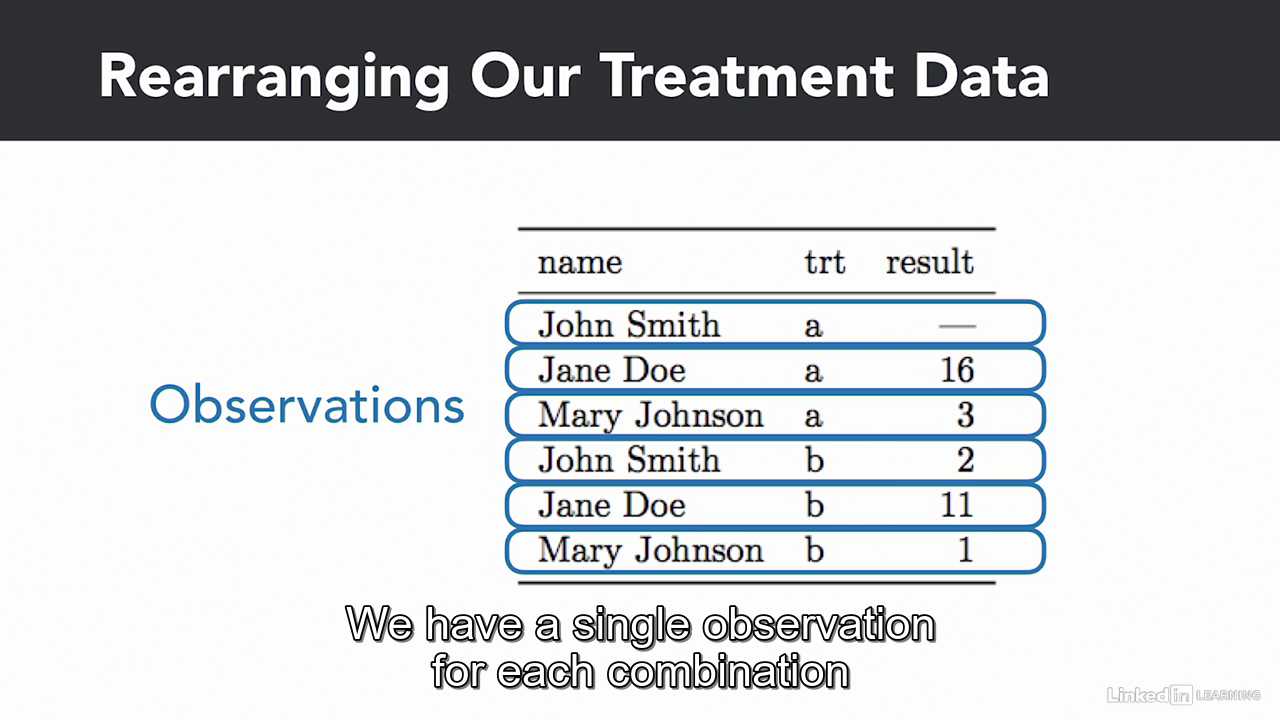 Rearranging Our Treatment Data
name trt result
John Smith a —
Jane Doe a 16
Mary Johnson a 3
Observations
John Smith b 2
Jane Doe b 11
Mary Johnson b 1
We have a single observation
for each combination
Linked in LEARNING